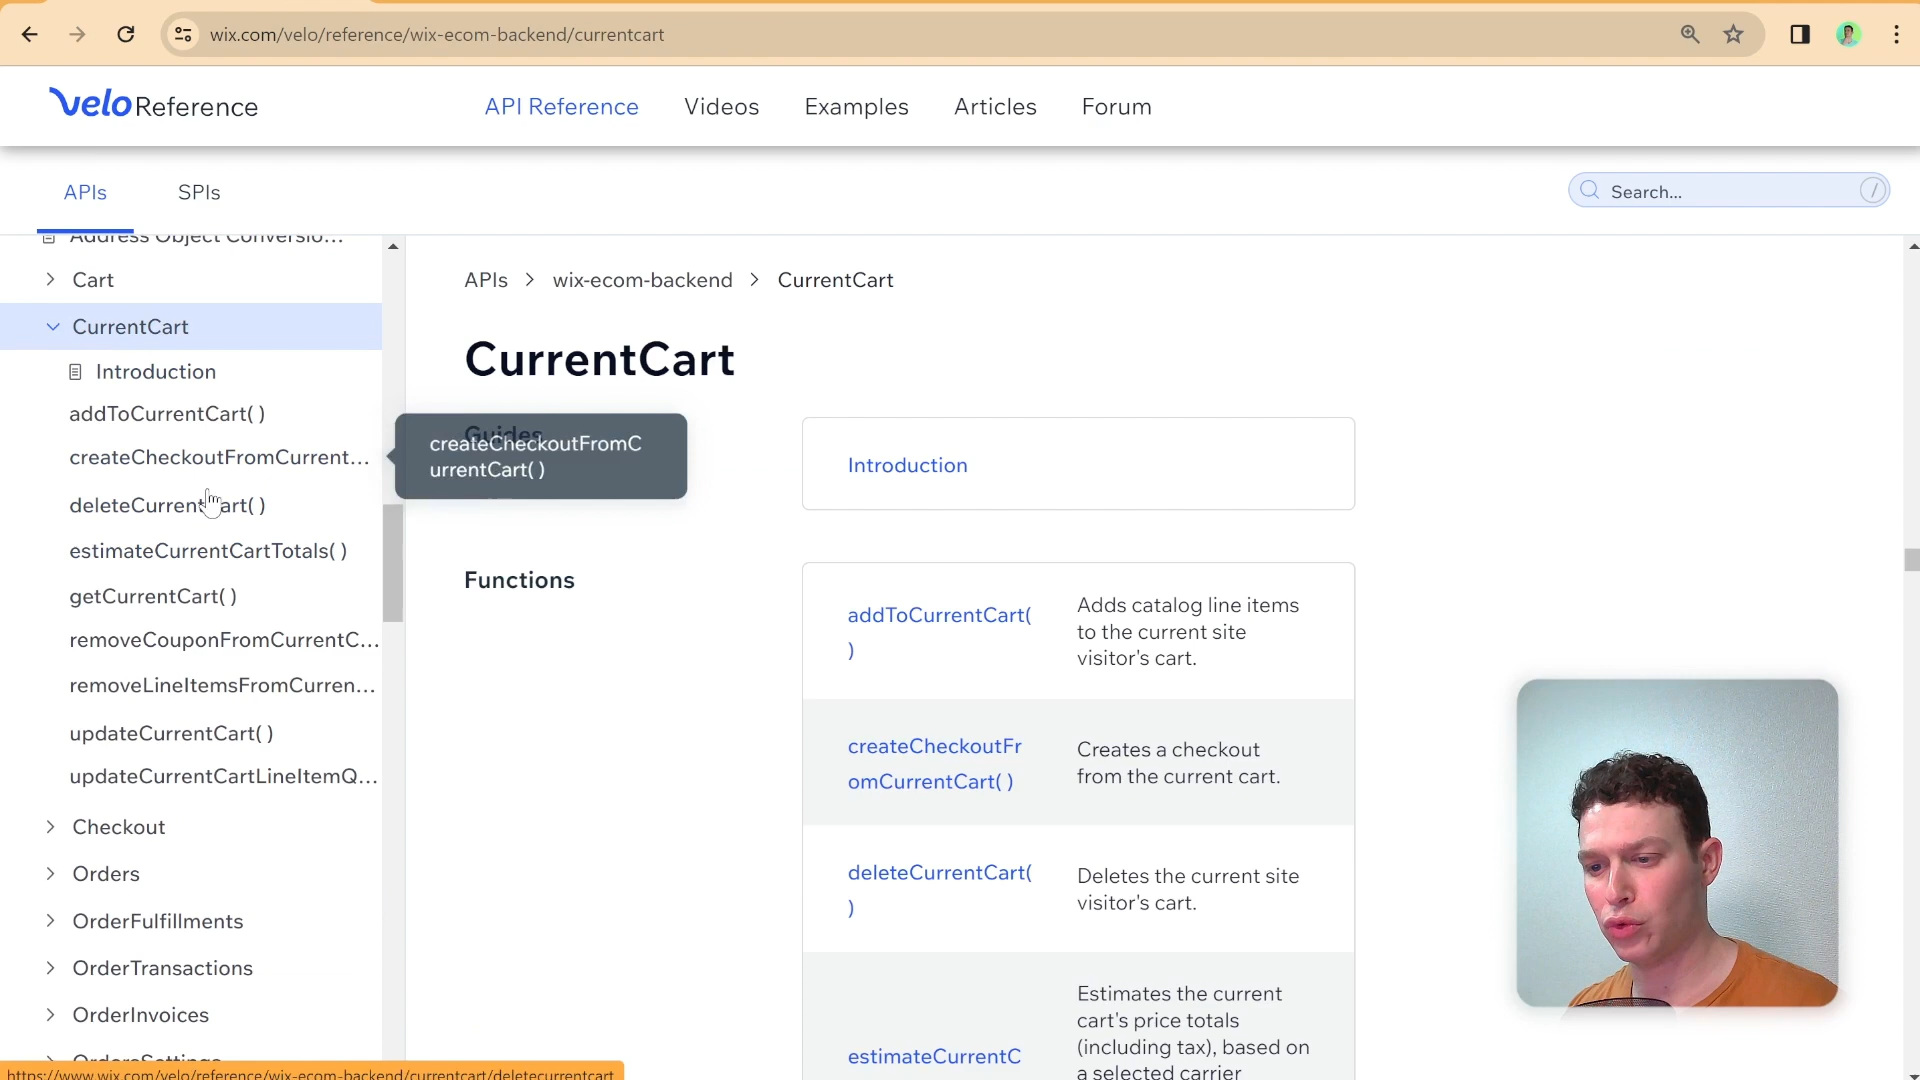 wix.com/velo/reference/wix-ecom-backend/currentcart
velo Reference
API Reference
Videos
Examples
Articles
Forum
APIs
SPIs
Search...
/
Address Object Conversio...
Cart
CurrentCart
Introduction
addToCurrentCart( )
createCheckoutFromCurrent...
deleteCurrentCart( )
estimateCurrentCartTotals( )
getCurrentCart( )
removeCouponFromCurrentC...
removeLineItemsFromCurren...
updateCurrentCart( )
updateCurrentCartLineItemQ...
Checkout
Orders
OrderFulfillments
OrderTransactions
OrderInvoices
OrdersSettings
https://www.wix.com/velo/reference/wix-ecom-backend/currentcart/deletecurrentcart
APIs > wix-ecom-backend > CurrentCart
CurrentCart
Guides
createCheckoutFromC
urrentCart( )
Introduction
Functions
addToCurrentCart(
)
Adds catalog line items
to the current site
visitor's cart.
createCheckoutFr
omCurrentCart( )
Creates a checkout
from the current cart.
deleteCurrentCart(
)
Deletes the current site
visitor's cart.
estimateCurrentC
Estimates the current
cart's price totals
(including tax), based on
a selected carrier